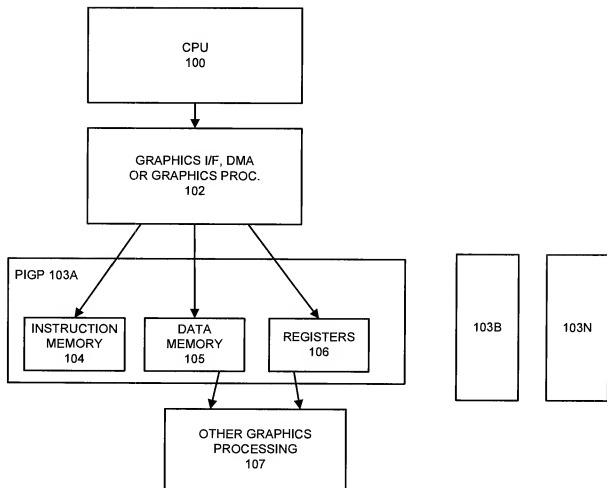 CPU
100
GRAPHICS I/F, DMA
OR GRAPHICS PROC.
102
PIGP 103A
INSTRUCTION
MEMORY
104
DATA
MEMORY
105
REGISTERS
106
103B
103N
OTHER GRAPHICS
PROCESSING
107